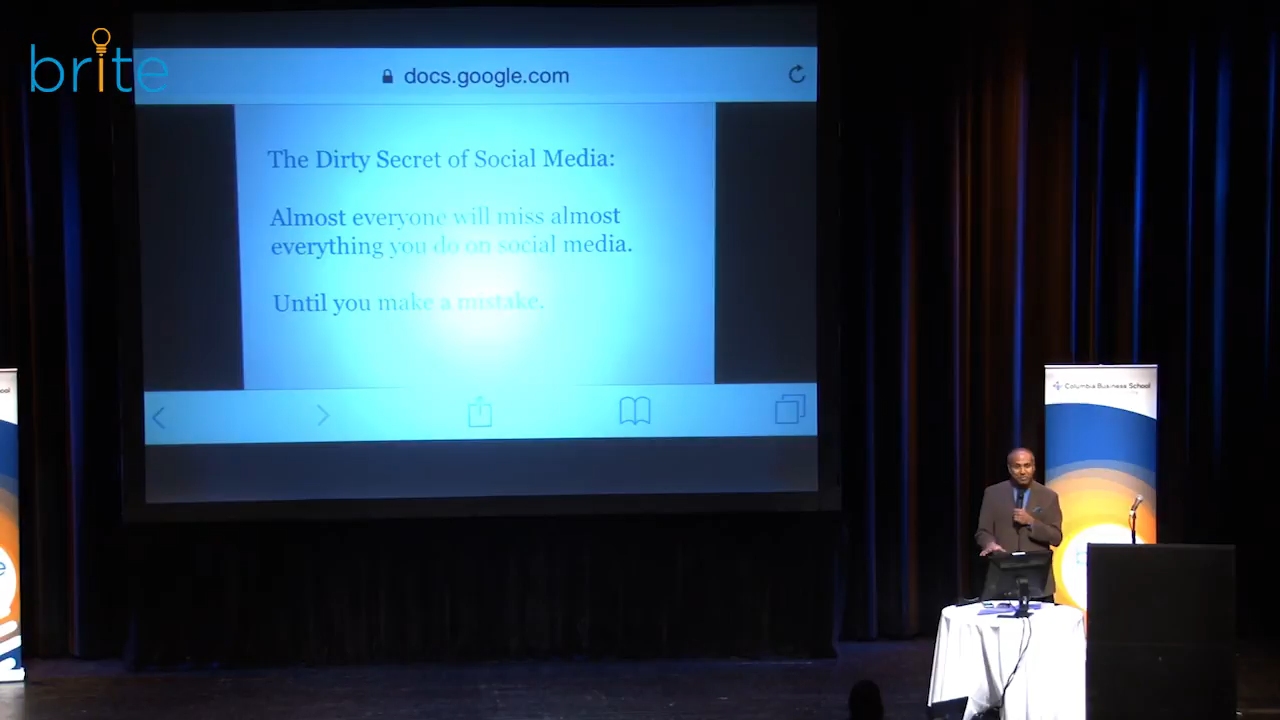 brite
docs.google.com
The Dirty Secret of Social Media:
Almost everyone will miss almost
everything you do on social media.
Until you make a mistake.
Columbia Business School